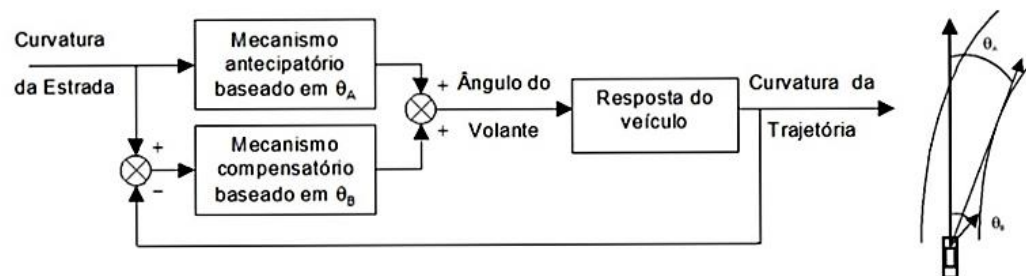 Curvatura
da Estrada
Mecanismo
antecipatório
baseado em θA
+
−
Mecanismo
compensatório
baseado em θB
+
+
Ângulo do
Volante
Resposta do
veículo
Curvatura da
Trajetória
θA
θB